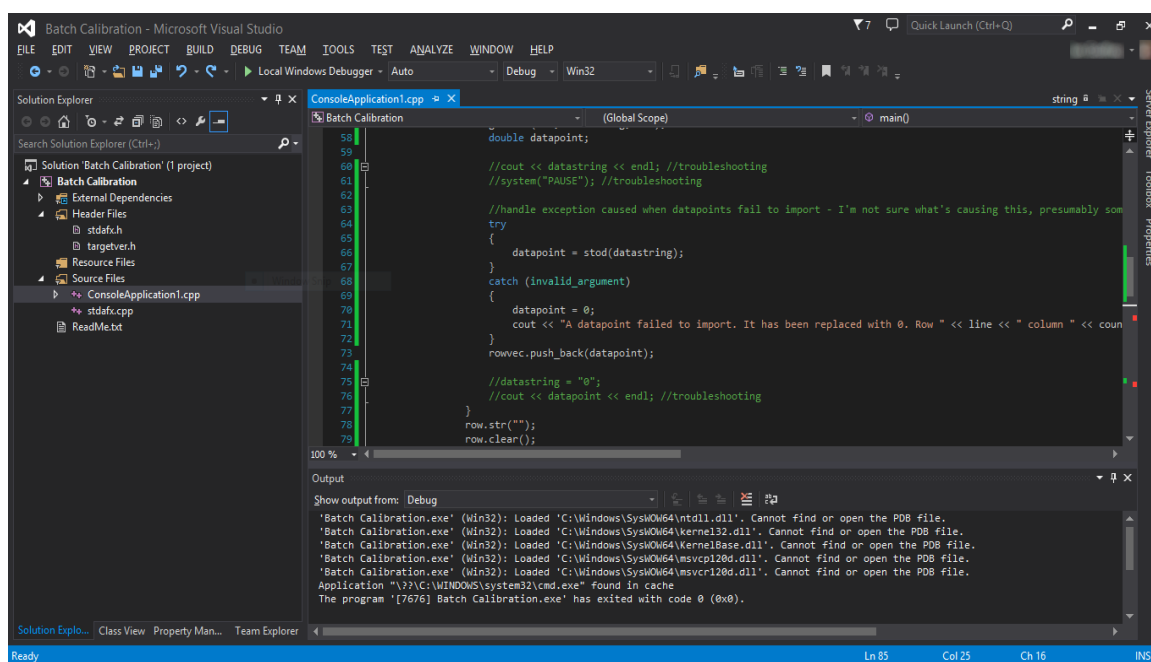 Batch Calibration - Microsoft Visual Studio
7
Quick Launch (Ctrl+Q)
FILE EDIT VIEW PROJECT BUILD DEBUG TEAM TOOLS TEST ANALYZE WINDOW HELP
Local Windows Debugger Auto Debug Win32
Solution Explorer
Search Solution Explorer (Ctrl+;)
Solution 'Batch Calibration' (1 project)
Batch Calibration
External Dependencies
Header Files
stdafx.h
targetver.h
Resource Files
Source Files
ConsoleApplication1.cpp
stdafx.cpp
ReadMe.txt
Solution Explo... Class View Property Man... Team Explorer
ConsoleApplication1.cpp
string
Batch Calibration (Global Scope) main()
58 double datapoint;
59
60 //cout << datastring << endl; //troubleshooting
61 //system("PAUSE"); //troubleshooting
62
63 //handle exception caused when datapoints fail to import - I'm not sure what's causing this, presumably som
64 try
65 {
66 datapoint = stod(datastring);
67 }
68 catch (invalid_argument)
69 {
70 datapoint = 0;
71 cout << "A datapoint failed to import. It has been replaced with 0. Row " << line << " column " << coun
72 }
73 rowvec.push_back(datapoint);
74
75 //datastring = "0";
76 //cout << datapoint << endl; //troubleshooting
77 }
78 row.str("");
79 row.clear();
100 %
Output
Show output from: Debug
'Batch Calibration.exe' (Win32): Loaded 'C:\Windows\SysWOW64\ntdll.dll'. Cannot find or open the PDB file.
'Batch Calibration.exe' (Win32): Loaded 'C:\Windows\SysWOW64\kernel32.dll'. Cannot find or open the PDB file.
'Batch Calibration.exe' (Win32): Loaded 'C:\Windows\SysWOW64\KernelBase.dll'. Cannot find or open the PDB file.
'Batch Calibration.exe' (Win32): Loaded 'C:\Windows\SysWOW64\msvcp120d.dll'. Cannot find or open the PDB file.
'Batch Calibration.exe' (Win32): Loaded 'C:\Windows\SysWOW64\msvcr120d.dll'. Cannot find or open the PDB file.
Application "\??\C:\WINDOWS\system32\cmd.exe" found in cache
The program '[7676] Batch Calibration.exe' has exited with code 0 (0x0).
Server Explorer
Toolbox
Properties
Ready
Ln 85 Col 25 Ch 16 INS